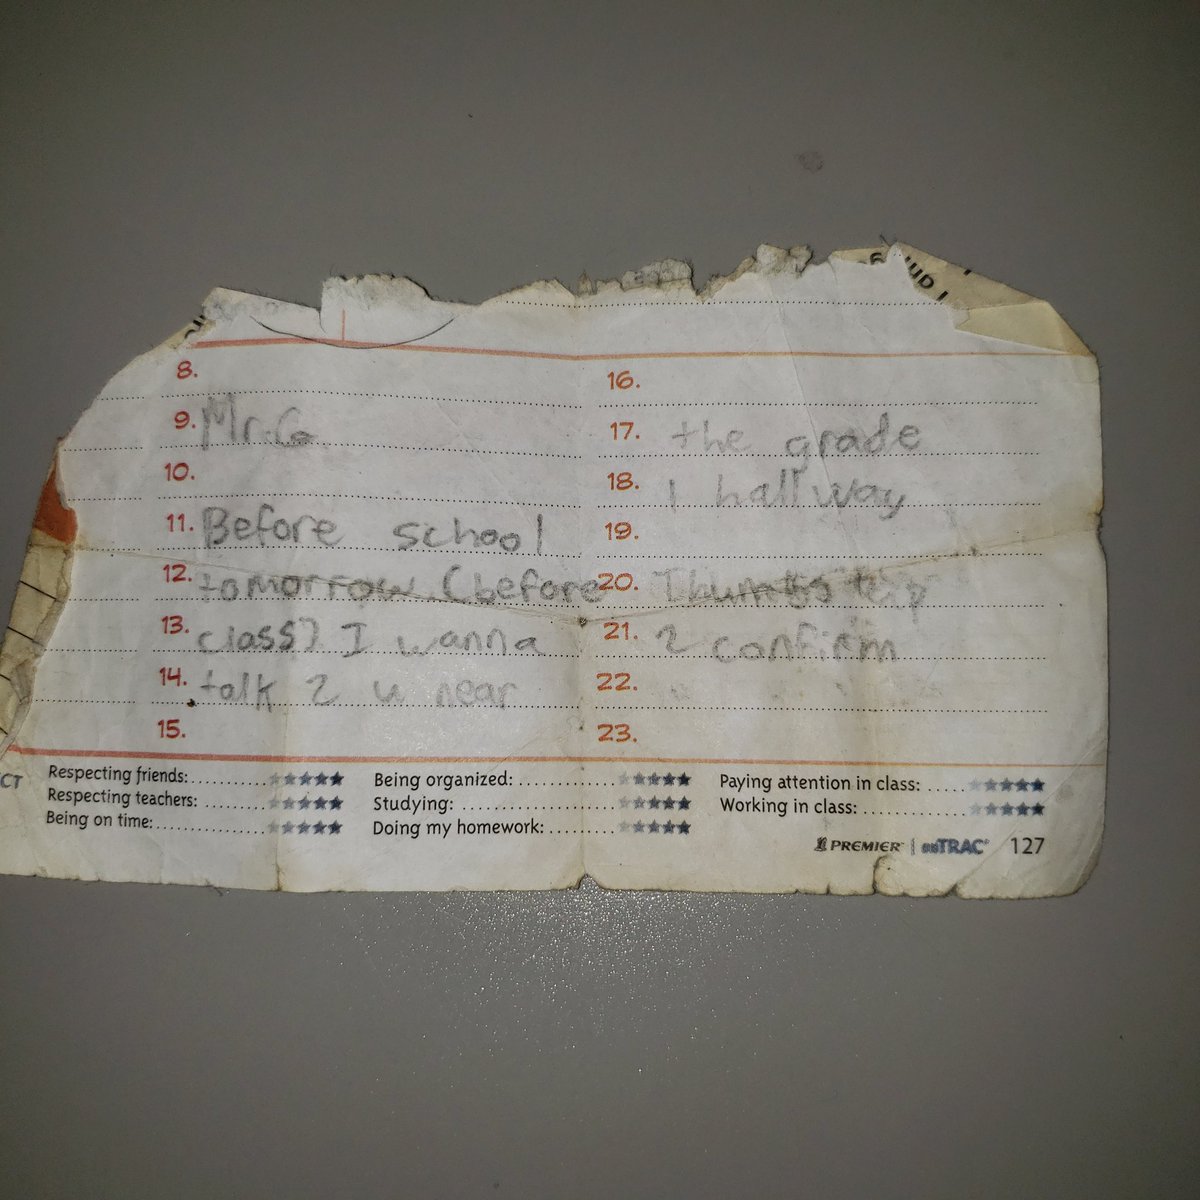 8.
9. Mr. G
10.
11. Before school
12. tomorrow (before
13. class) I wanna
14. talk 2 u near
15.
16.
17. the grade
18. 1 hallway
19.
20. Thumbs up
21. 2 confirm
22.
23.
CT
Respecting friends:.........★★★★★
Respecting teachers: ........★★★★★
Being on time:..............★★★★★
Being organized: ............★★★★★
Studying: ...................★★★★★
Doing my homework: .......★★★★★
Paying attention in class: .....★★★★★
Working in class: .............★★★★★
PREMIER | 127